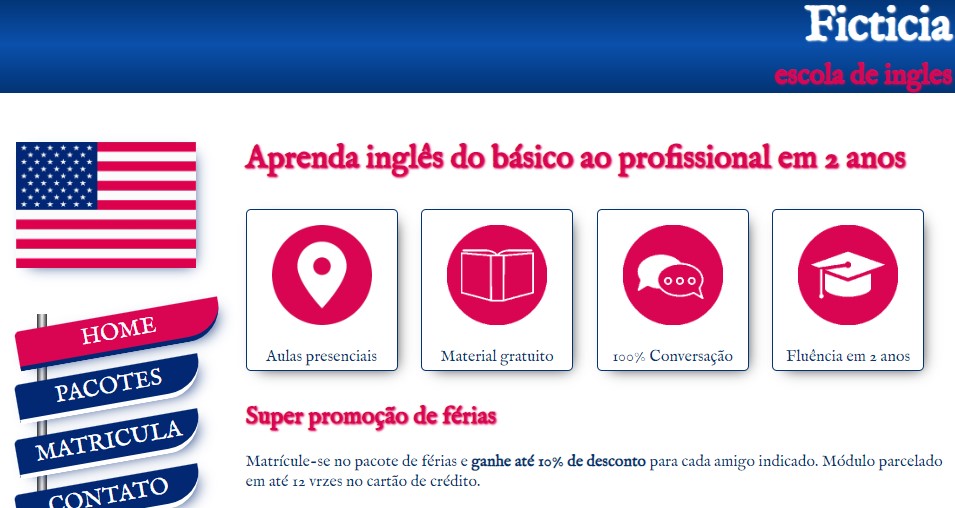 Ficticia
escola de ingles
Aprenda inglês do básico ao profissional em 2 anos
HOME
PACOTES
MATRICULA
CONTATO
Aulas presenciais
Material gratuito
100% Conversação
Fluência em 2 anos
Super promoção de férias
Matrícule-se no pacote de férias e ganhe até 10% de desconto para cada amigo indicado. Módulo parcelado
em até 12 vrzes no cartão de crédito.